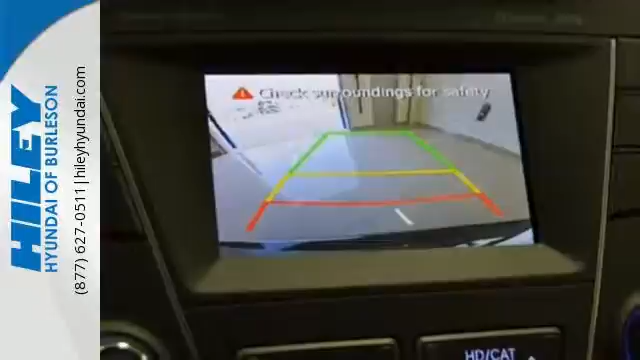 HILEY
HYUNDAI OF BURLESON
(877) 627-0511|hileyhyundai.com
Check surroundings for safety
HD/CAT